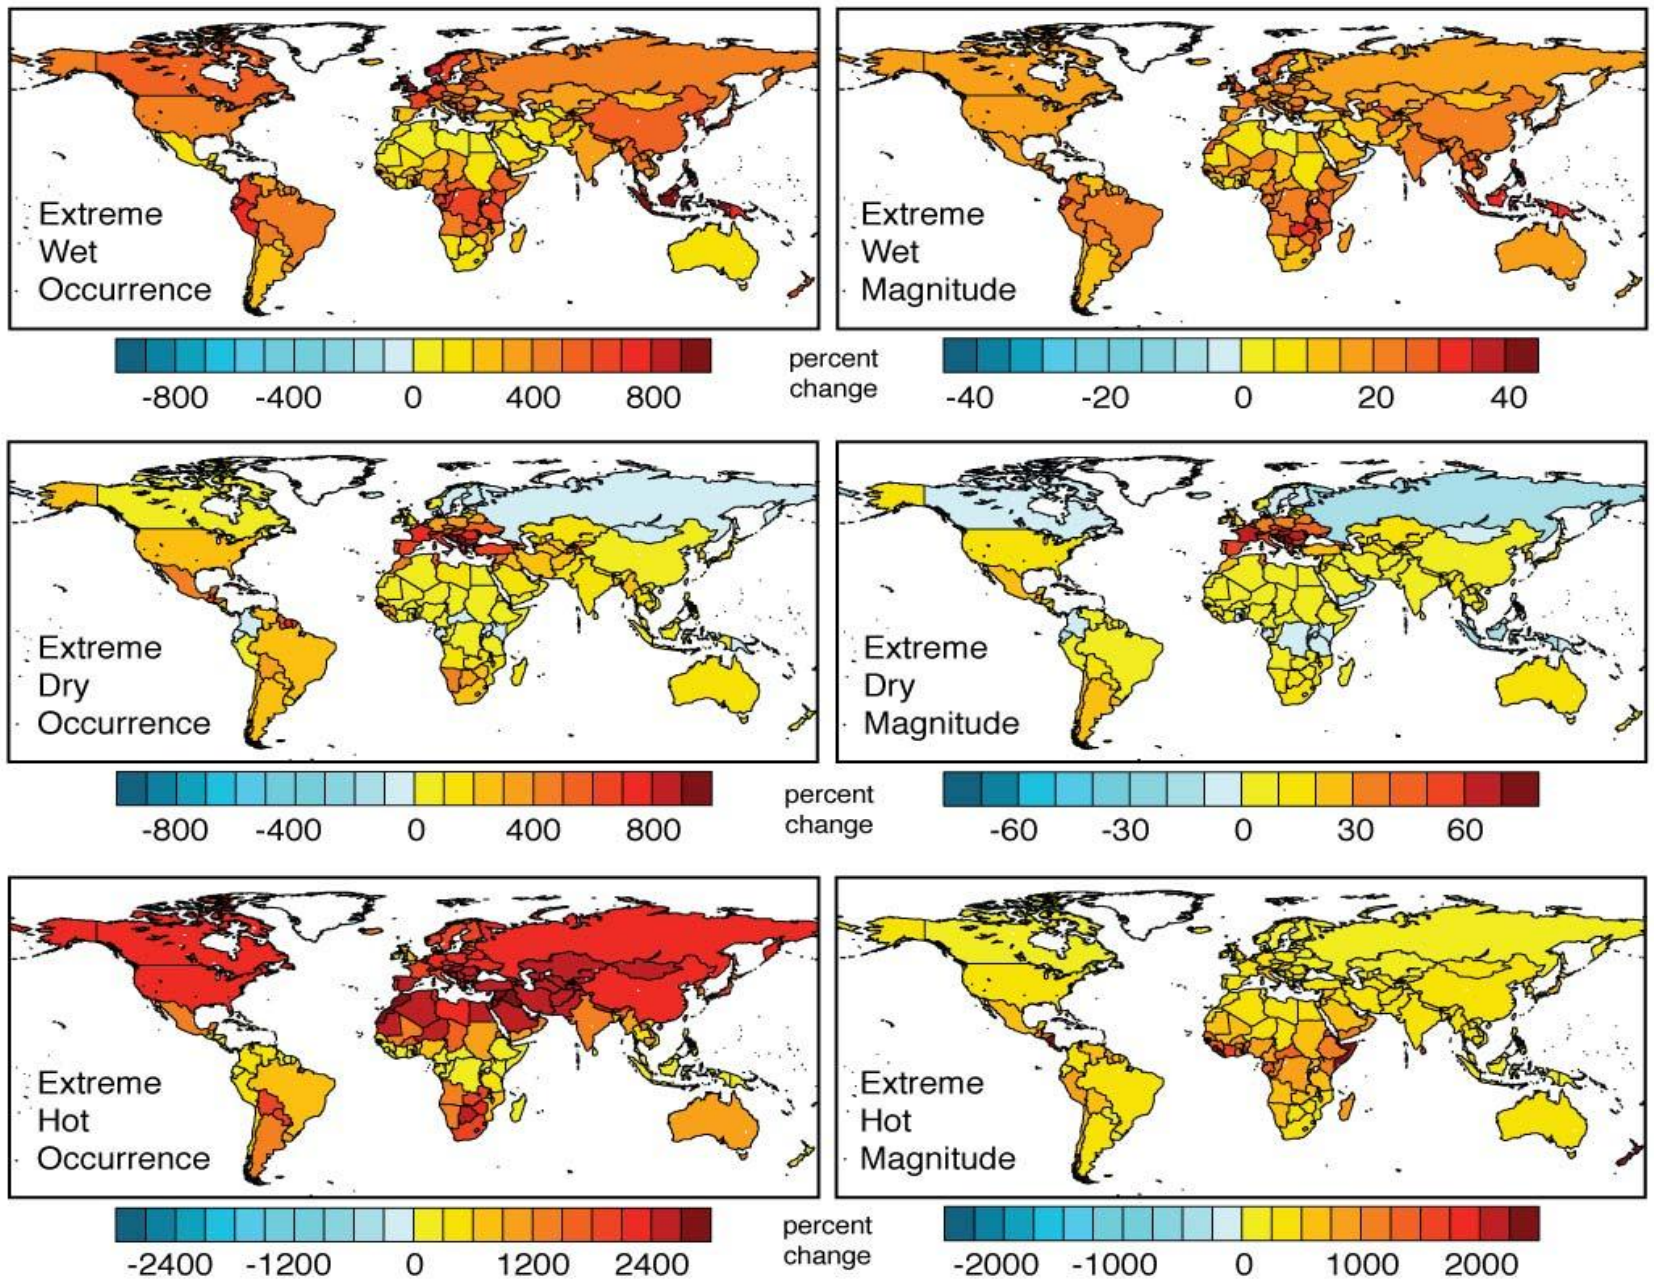 Extreme
Wet
Occurrence
Extreme
Wet
Magnitude
-800 -400 0 400 800
percent
change
-40 -20 0 20 40
Extreme
Dry
Occurrence
Extreme
Dry
Magnitude
-800 -400 0 400 800
percent
change
-60 -30 0 30 60
Extreme
Hot
Occurrence
Extreme
Hot
Magnitude
-2400 -1200 0 1200 2400
percent
change
-2000 -1000 0 1000 2000